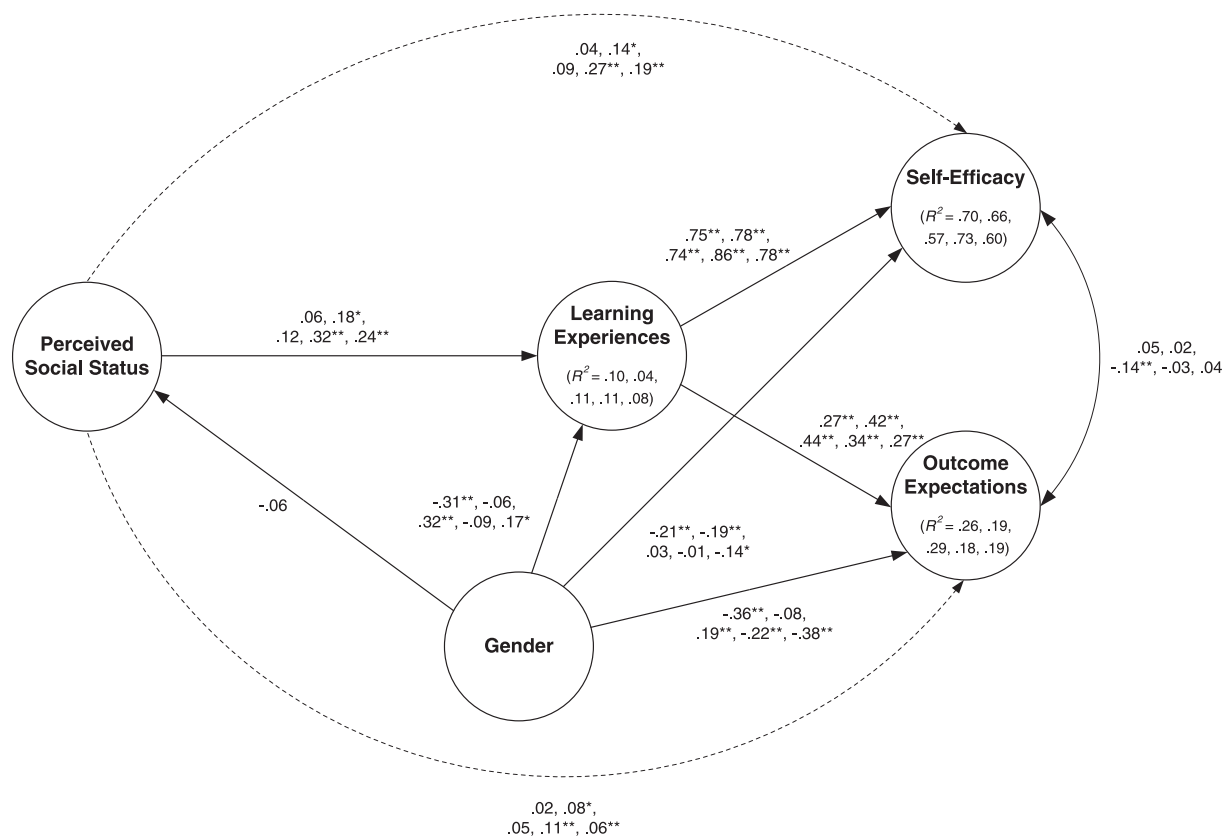 .04, .14*,
.09, .27**, .19**
Self-Efficacy
(R² = .70, .66,
.57, .73, .60)
.75**, .78**,
.74**, .86**, .78**
Learning
Experiences
(R² = .10, .04,
.11, .11, .08)
.06, .18*,
.12, .32**, .24**
Perceived
Social Status
.05, .02,
-.14**, -.03, .04
.27**, .42**,
.44**, .34**, .27**
Outcome
Expectations
(R² = .26, .19,
.29, .18, .19)
-.06
-.31**, -.06,
.32**, -.09, .17*
-.21**, -.19**,
.03, -.01, -.14*
-.36**, -.08,
.19**, -.22**, -.38**
Gender
.02, .08*,
.05, .11**, .06**